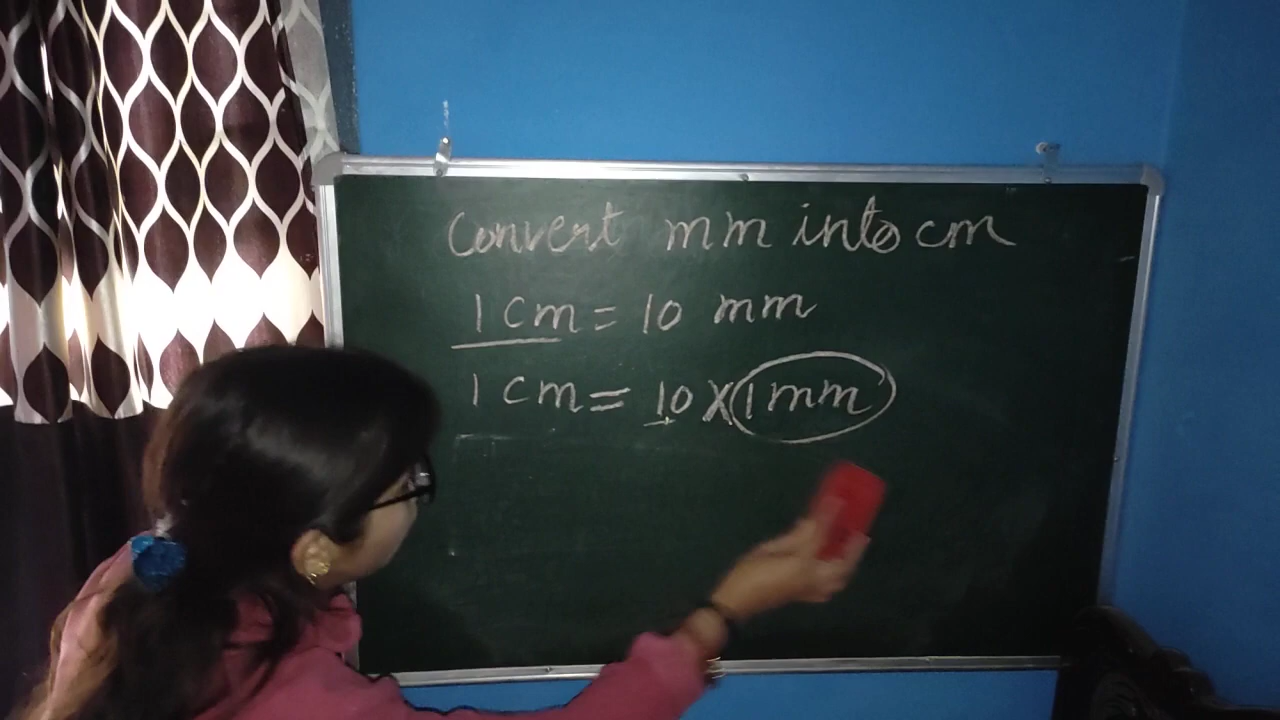 Convert mm into cm
1 cm = 10 mm
1 cm = 10 X 1 mm